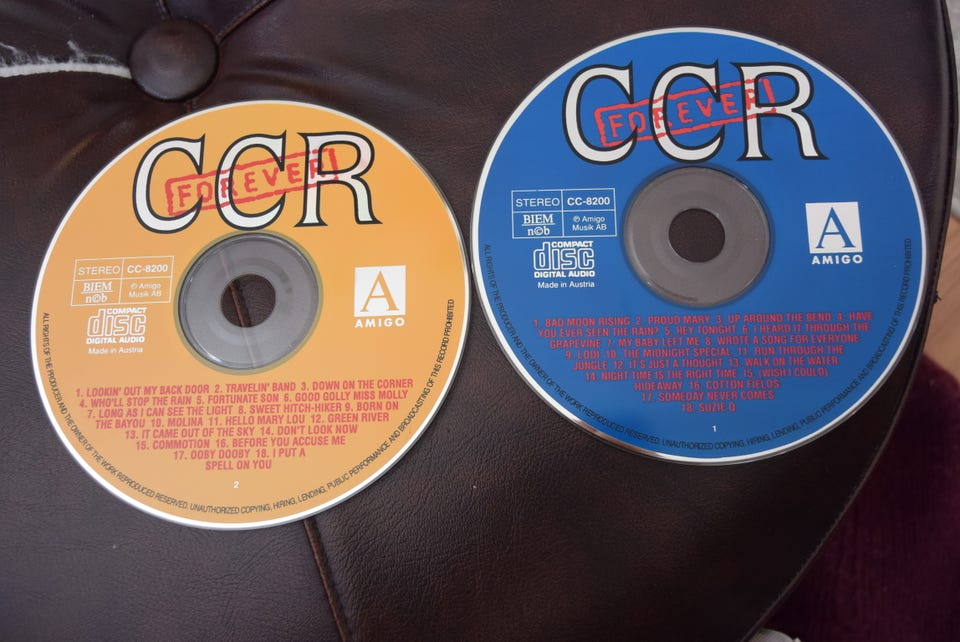 CCR
FOREVER!
STEREO CC-8200
BIEM
n©b
℗ Amigo
Musik AB
COMPACT
disc
DIGITAL AUDIO
Made in Austria
A
AMIGO
1. LOOKIN' OUT MY BACK DOOR 2. TRAVELIN' BAND 3. DOWN ON THE CORNER
4. WHO'LL STOP THE RAIN 5. FORTUNATE SON 6. GOOD GOLLY MISS MOLLY
7. LONG AS I CAN SEE THE LIGHT 8. SWEET HITCH-HIKER 9. BORN ON
THE BAYOU 10. MOLINA 11. HELLO MARY LOU 12. GREEN RIVER
13. IT CAME OUT OF THE SKY 14. DON'T LOOK NOW
15. COMMOTION 16. BEFORE YOU ACCUSE ME
17. OOBY DOOBY 18. I PUT A
SPELL ON YOU
2
ALL RIGHTS OF THE PRODUCER AND THE OWNER OF THE WORK REPRODUCED RESERVED. UNAUTHORIZED COPYING, HIRING, LENDING, PUBLIC PERFORMANCE AND BROADCASTING OF THIS RECORD PROHIBITED
CCR
FOREVER!
STEREO CC-8200
BIEM
n©b
℗ Amigo
Musik AB
COMPACT
disc
DIGITAL AUDIO
Made in Austria
A
AMIGO
1. BAD MOON RISING 2. PROUD MARY 3. UP AROUND THE BEND 4. HAVE
YOU EVER SEEN THE RAIN? 5. HEY TONIGHT 6. I HEARD IT THROUGH THE
GRAPEVINE 7. MY BABY LEFT ME 8. WROTE A SONG FOR EVERYONE
9. LODI 10. THE MIDNIGHT SPECIAL 11. RUN THROUGH THE
JUNGLE 12. IT'S JUST A THOUGHT 13. WALK ON THE WATER
14. NIGHT TIME IS THE RIGHT TIME 15. (WISH I COULD)
HIDEAWAY 16. COTTON FIELDS
17. SOMEDAY NEVER COMES
18. SUZIE Q
1
ALL RIGHTS OF THE PRODUCER AND THE OWNER OF THE WORK REPRODUCED RESERVED. UNAUTHORIZED COPYING, HIRING, LENDING, PUBLIC PERFORMANCE AND BROADCASTING OF THIS RECORD PROHIBITED